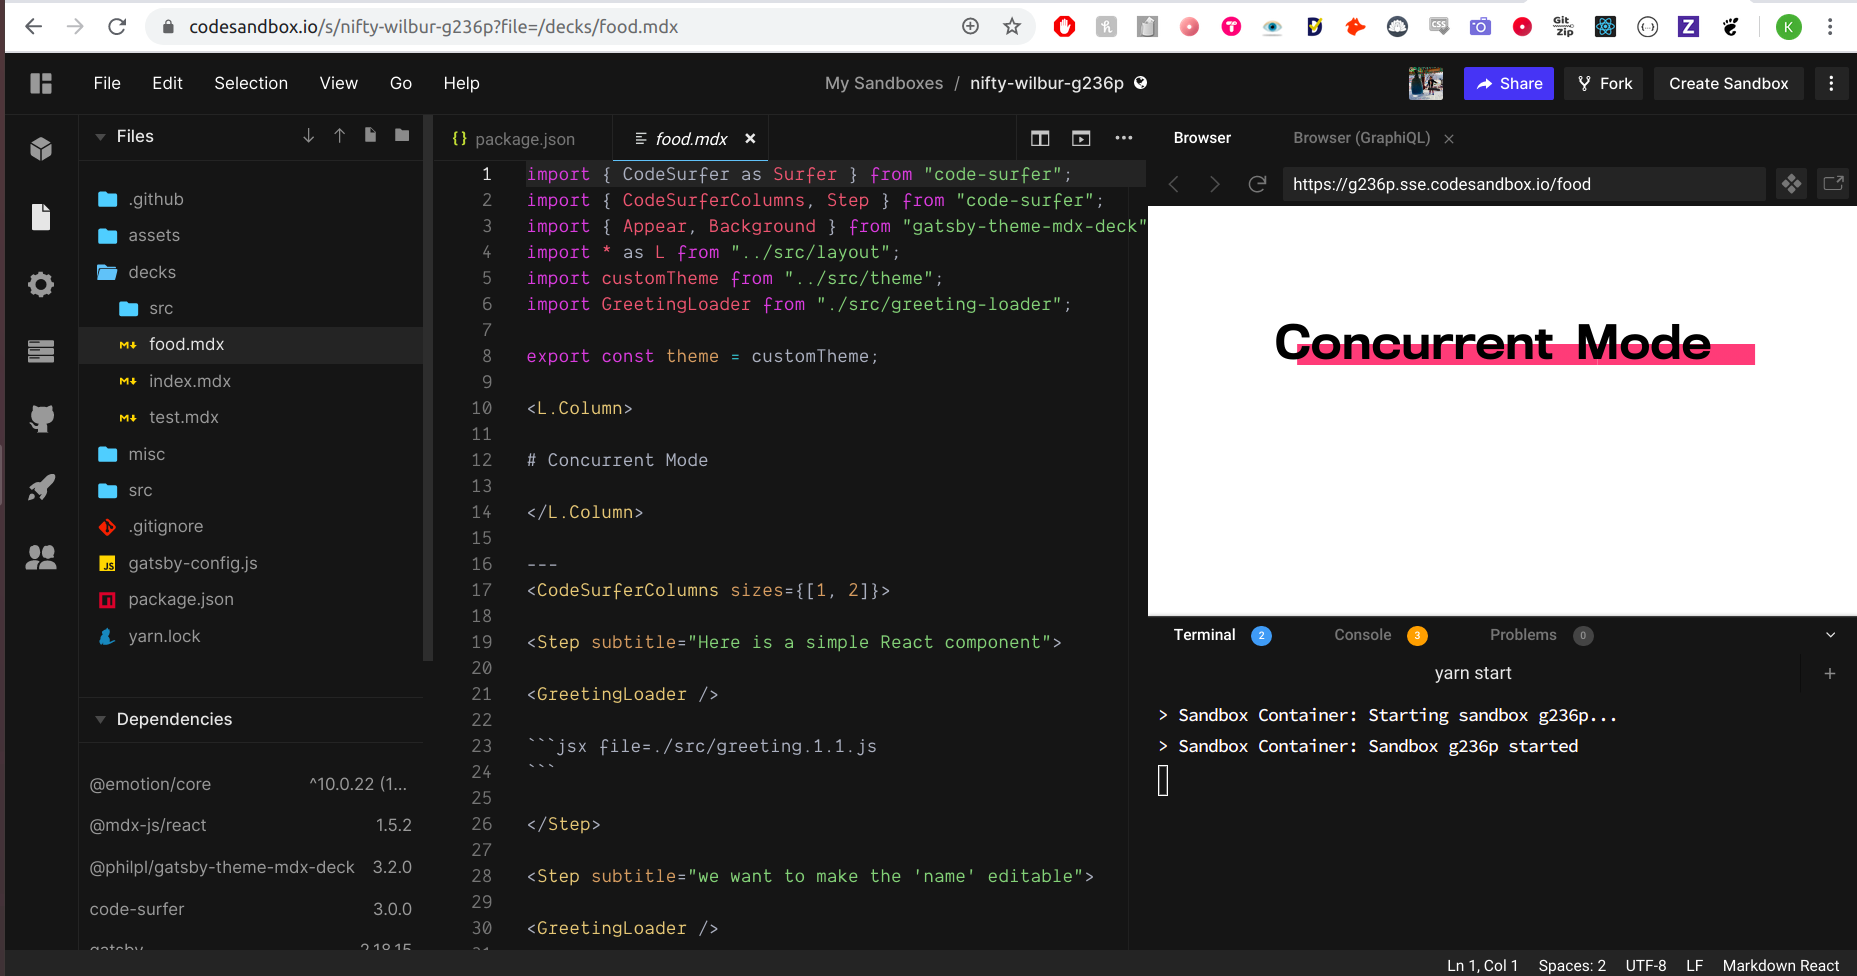 codesandbox.io/s/nifty-wilbur-g236p?file=/decks/food.mdx
Git
Zip
CSS
K
File Edit Selection View Go Help
My Sandboxes / nifty-wilbur-g236p
Share Fork Create Sandbox
Files
.github
assets
decks
src
food.mdx
index.mdx
test.mdx
misc
src
.gitignore
JS gatsby-config.js
package.json
yarn.lock
Dependencies
@emotion/core ^10.0.22 (1...
@mdx-js/react 1.5.2
@philpl/gatsby-theme-mdx-deck 3.2.0
code-surfer 3.0.0
gatsby 2.18.15
{} package.json food.mdx
1 import { CodeSurfer as Surfer } from "code-surfer";
2 import { CodeSurferColumns, Step } from "code-surfer";
3 import { Appear, Background } from "gatsby-theme-mdx-deck"
4 import * as L from "../src/layout";
5 import customTheme from "../src/theme";
6 import GreetingLoader from "./src/greeting-loader";
7
8 export const theme = customTheme;
9
10 <L.Column>
11
12 # Concurrent Mode
13
14 </L.Column>
15
16 ---
17 <CodeSurferColumns sizes={[1, 2]}>
18
19 <Step subtitle="Here is a simple React component">
20
21 <GreetingLoader />
22
23 ```jsx file=./src/greeting.1.1.js
24 ```
25
26 </Step>
27
28 <Step subtitle="we want to make the 'name' editable">
29
30 <GreetingLoader />
31
Browser Browser (GraphiQL)
https://g236p.sse.codesandbox.io/food
Concurrent Mode
Terminal 2 Console 3 Problems 0
yarn start
> Sandbox Container: Starting sandbox g236p...
> Sandbox Container: Sandbox g236p started
Ln 1, Col 1 Spaces: 2 UTF-8 LF Markdown React